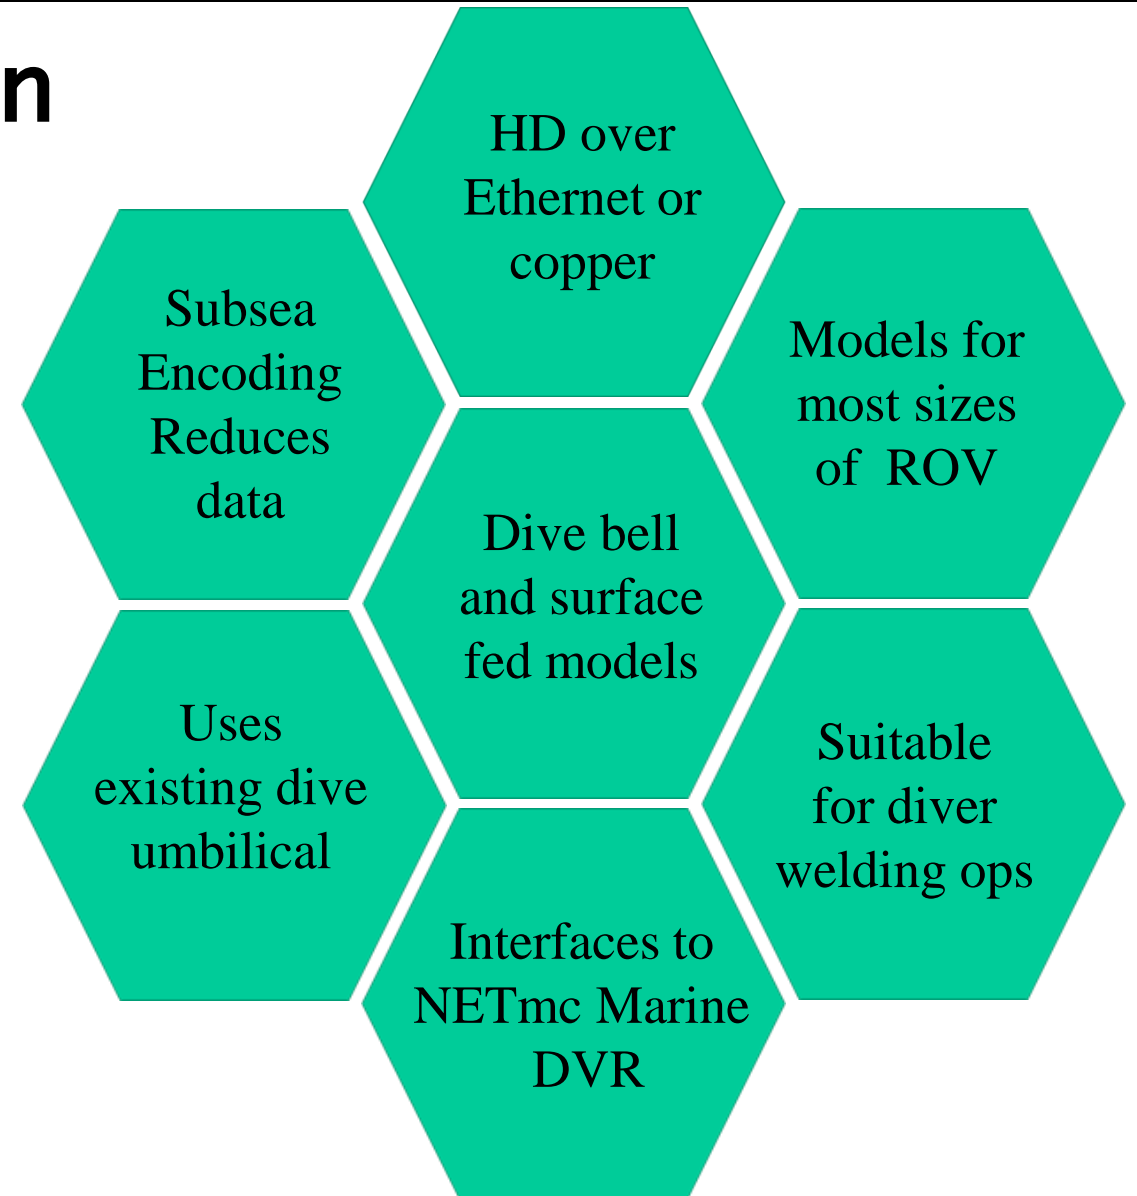 n
HD over
Ethernet or
copper
Subsea
Encoding
Reduces
data
Models for
most sizes
of  ROV
Dive bell
and surface
fed models
Uses
existing dive
umbilical
Suitable
for diver
welding ops
Interfaces to
NETmc Marine
DVR